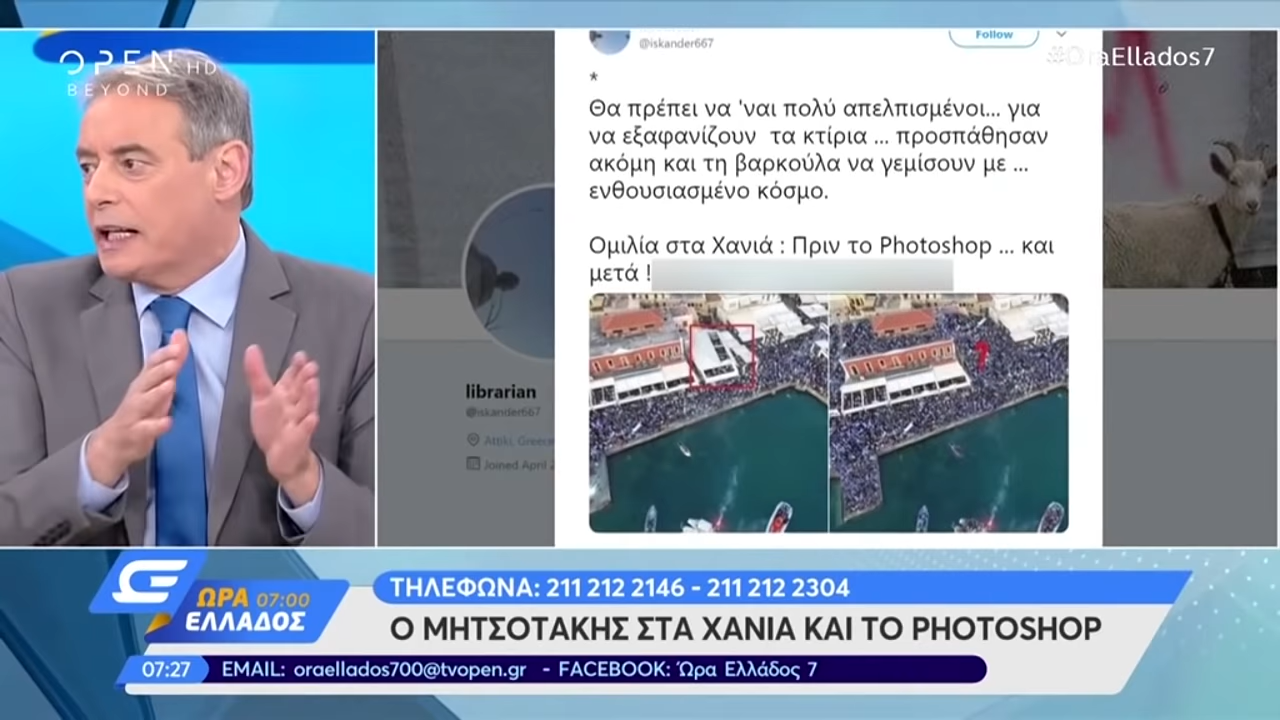 OPEN HD
BEYOND
#OraEllados7
@iskander667
Follow
*
Θα πρέπει να 'ναι πολύ απελπισμένοι... για
να εξαφανίζουν τα κτίρια ... προσπάθησαν
ακόμη και τη βαρκούλα να γεμίσουν με ...
ενθουσιασμένο κόσμο.
Ομιλία στα Χανιά : Πριν το Photoshop ... και
μετά !
?
librarian
@iskander667
Attiki, Greece
Joined April 2
ΩΡΑ 07:00
ΕΛΛΑΔΟΣ
ΤΗΛΕΦΩΝΑ: 211 212 2146 - 211 212 2304
Ο ΜΗΤΣΟΤΑΚΗΣ ΣΤΑ ΧΑΝΙΑ ΚΑΙ ΤΟ PHOTOSHOP
07:27 EMAIL: oraellados700@tvopen.gr - FACEBOOK: Ώρα Ελλάδος 7